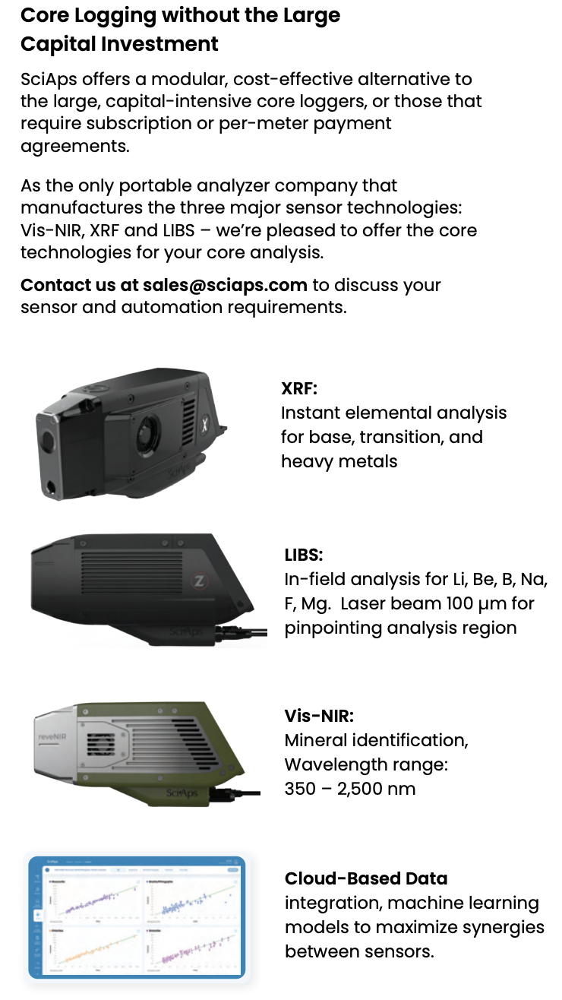 Core Logging without the Large
Capital Investment
SciAps offers a modular, cost-effective alternative to
the large, capital-intensive core loggers, or those that
require subscription or per-meter payment
agreements.
As the only portable analyzer company that
manufactures the three major sensor technologies:
Vis-NIR, XRF and LIBS – we're pleased to offer the core
technologies for your core analysis.
Contact us at sales@sciaps.com to discuss your
sensor and automation requirements.
X
SciAps
XRF:
Instant elemental analysis
for base, transition, and
heavy metals
Z
SciAps
LIBS:
In-field analysis for Li, Be, B, Na,
F, Mg.  Laser beam 100 µm for
pinpointing analysis region
reveNIR
SciAps
Vis-NIR:
Mineral identification,
Wavelength range:
350 – 2,500 nm
SciAps
Cloud-Based Data
integration, machine learning
models to maximize synergies
between sensors.